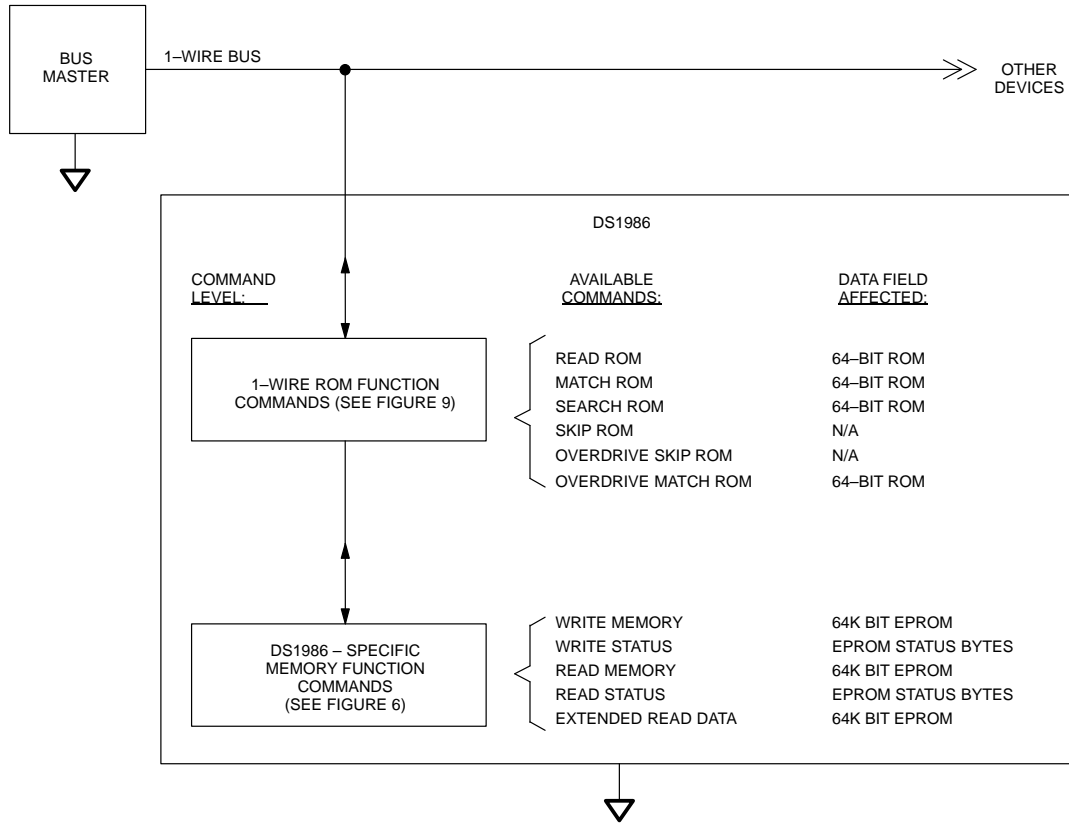 BUS
MASTER
1–WIRE BUS
OTHER
DEVICES
DS1986
COMMAND
LEVEL:
AVAILABLE
COMMANDS:
DATA FIELD
AFFECTED:
1–WIRE ROM FUNCTION
COMMANDS (SEE FIGURE 9)
READ ROM 64–BIT ROM
MATCH ROM 64–BIT ROM
SEARCH ROM 64–BIT ROM
SKIP ROM N/A
OVERDRIVE SKIP ROM N/A
OVERDRIVE MATCH ROM 64–BIT ROM
DS1986 – SPECIFIC
MEMORY FUNCTION
COMMANDS
(SEE FIGURE 6)
WRITE MEMORY 64K BIT EPROM
WRITE STATUS EPROM STATUS BYTES
READ MEMORY 64K BIT EPROM
READ STATUS EPROM STATUS BYTES
EXTENDED READ DATA 64K BIT EPROM